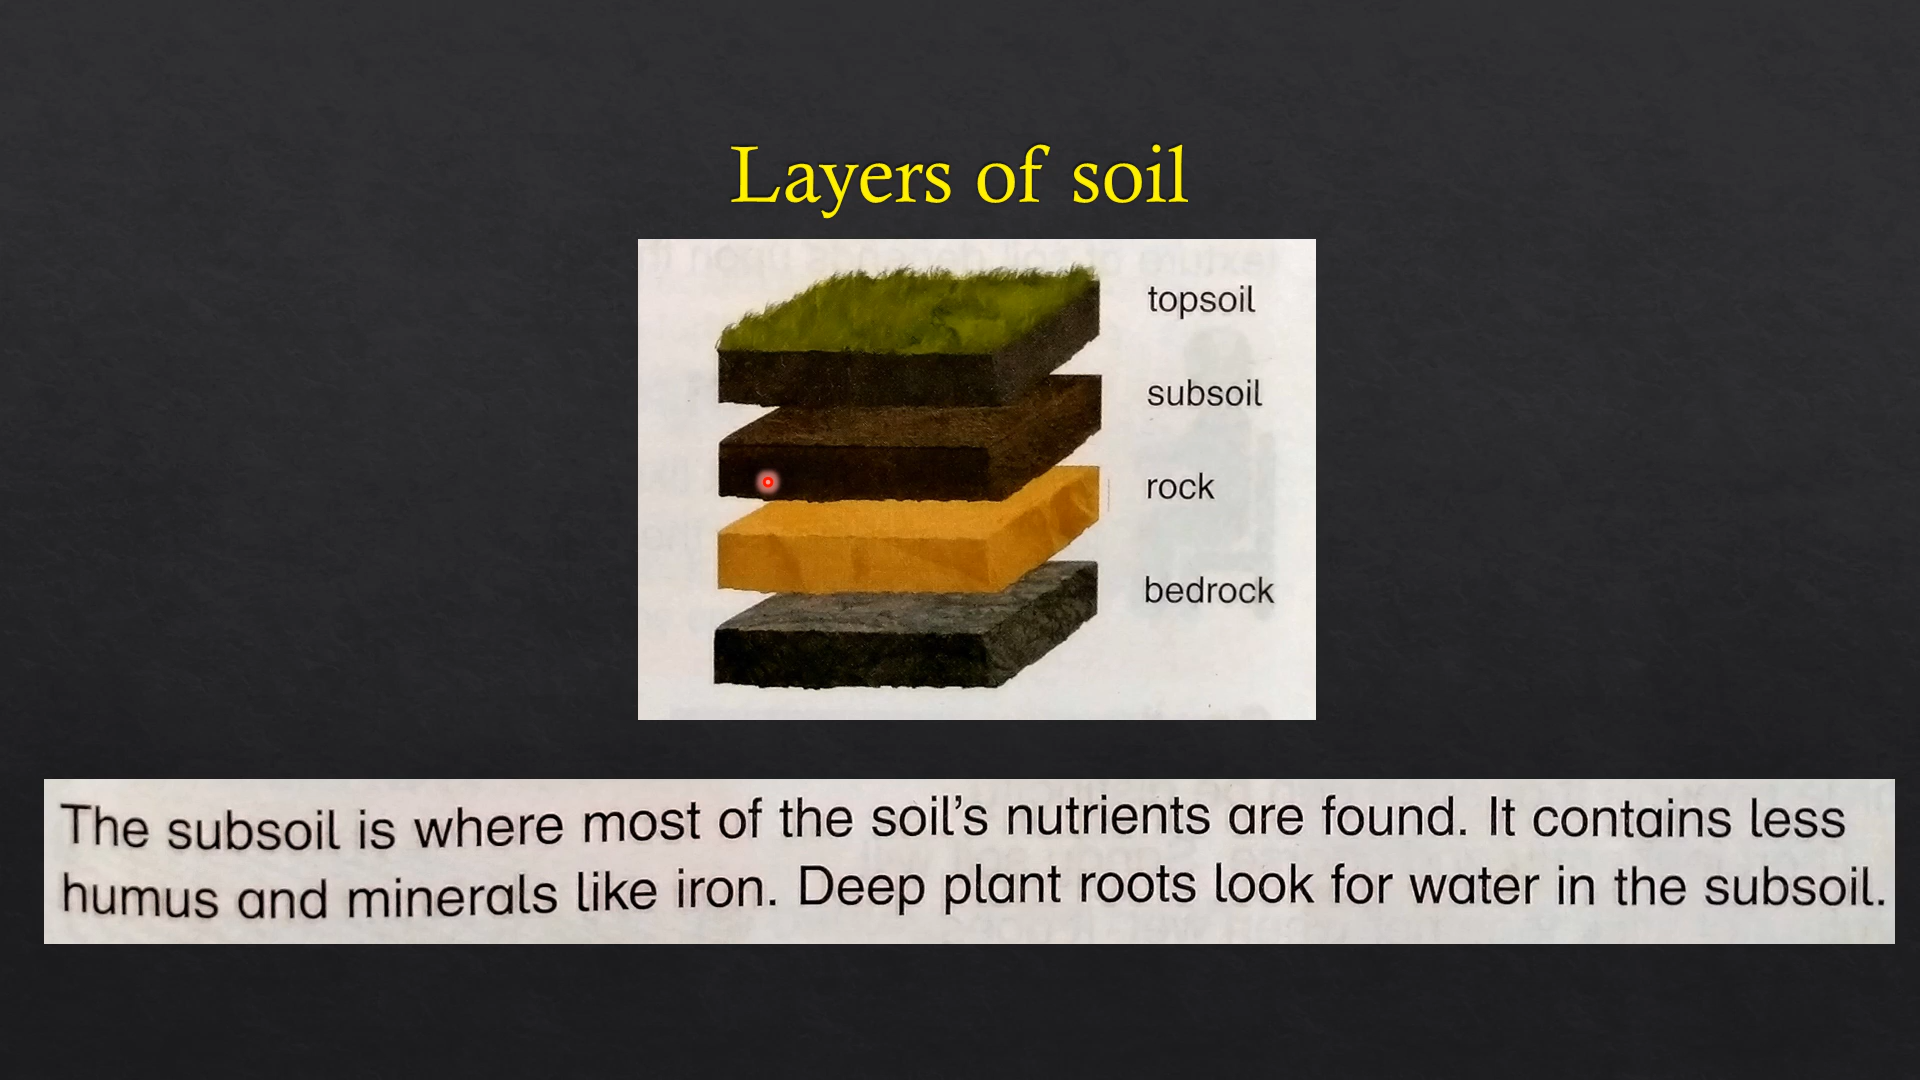 Layers of soil
topsoil
subsoil
rock
bedrock
The subsoil is where most of the soil's nutrients are found. It contains less
humus and minerals like iron. Deep plant roots look for water in the subsoil.